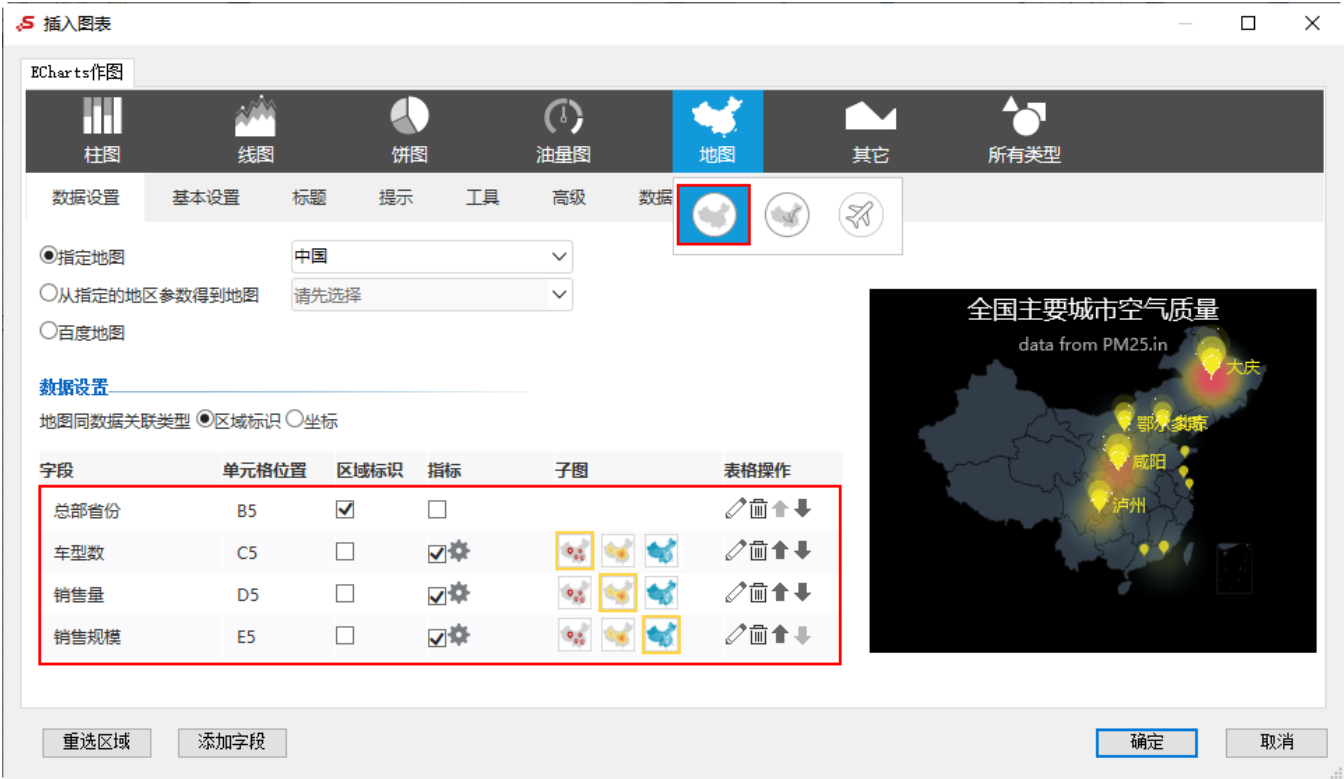 插入图表
ECharts作图
柱图 线图 饼图 油量图 地图 其它 所有类型
数据设置 基本设置 标题 提示 工具 高级 数据
指定地图 中国
从指定的地区参数得到地图 请先选择
百度地图
数据设置
地图同数据关联类型 区域标识 坐标
字段 单元格位置 区域标识 指标 子图 表格操作
总部省份 B5
车型数 C5
销售量 D5
销售规模 E5
全国主要城市空气质量
data from PM25.in
大庆
鄂尔多斯
咸阳
泸州
重选区域 添加字段 确定 取消